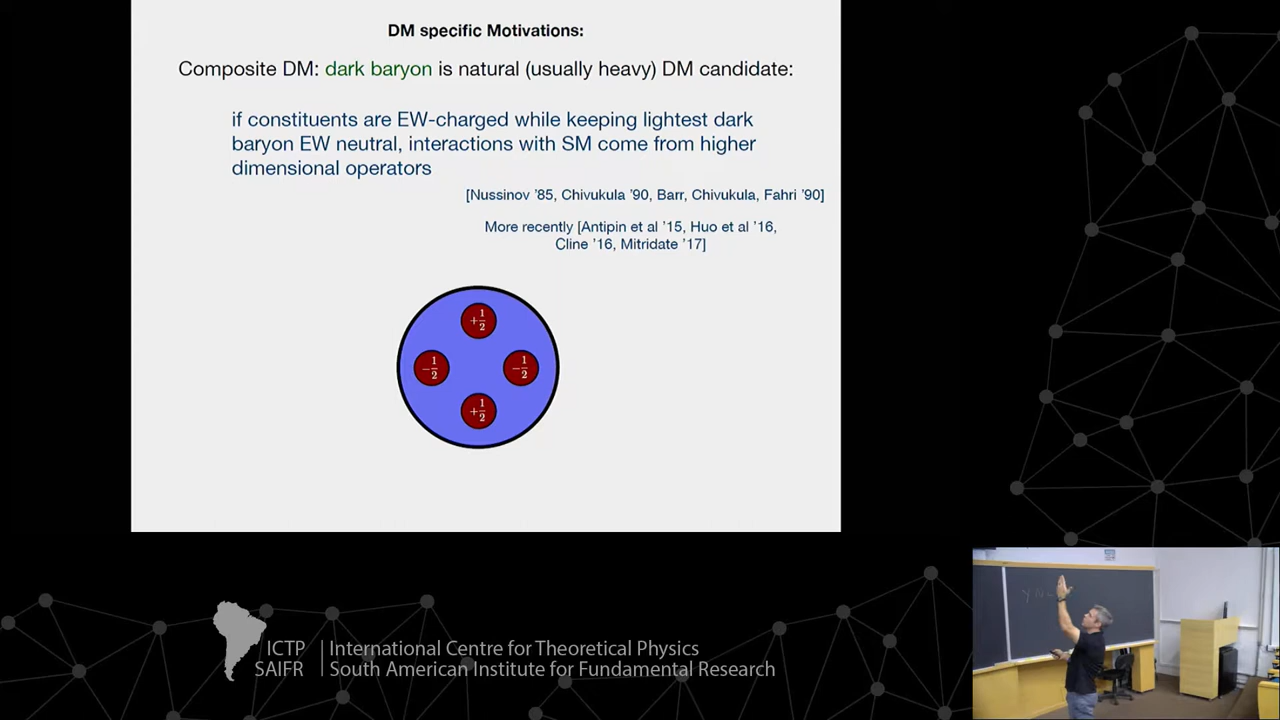 DM specific Motivations:
Composite DM: dark baryon is natural (usually heavy) DM candidate:
if constituents are EW-charged while keeping lightest dark
baryon EW neutral, interactions with SM come from higher
dimensional operators
[Nussinov '85, Chivukula '90, Barr, Chivukula, Fahri '90]
More recently [Antipin et al '15, Huo et al '16,
Cline '16, Mitridate '17]
+1/2
-1/2
-1/2
+1/2
ICTP
SAIFR
International Centre for Theoretical Physics
South American Institute for Fundamental Research